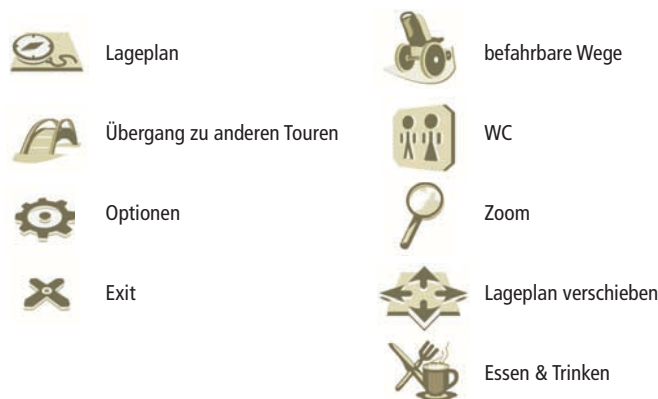 Lageplan
Übergang zu anderen Touren
Optionen
Exit
befahrbare Wege
WC
Zoom
Lageplan verschieben
Essen & Trinken